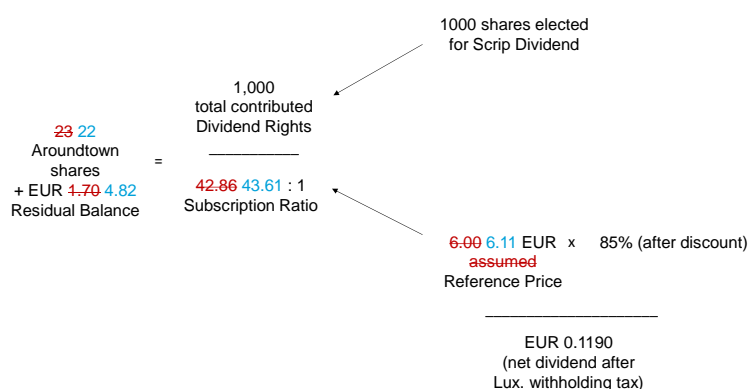 1000 shares elected
for Scrip Dividend
1,000
total contributed
Dividend Rights
23 22
Aroundtown
shares
+ EUR 1.70 4.82
Residual Balance
=
42.86 43.61 : 1
Subscription Ratio
6.00 6.11 EUR x 85% (after discount)
assumed
Reference Price
EUR 0.1190
(net dividend after
Lux. withholding tax)